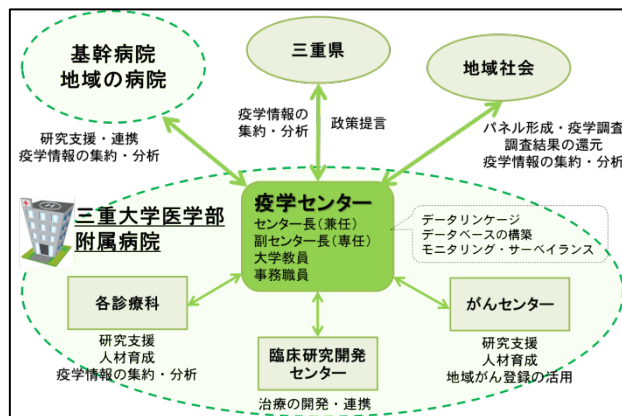 基幹病院
地域の病院
三重県
地域社会
疫学情報の
集約・分析
政策提言
研究支援・連携
疫学情報の集約・分析
パネル形成・疫学調査
調査結果の還元
疫学情報の集約・分析
三重大学医学部
附属病院
疫学センター
センター長(兼任)
副センター長(専任)
大学教員
事務職員
データリンケージ
データベースの構築
モニタリング・サーベイランス
各診療科
研究支援
人材育成
疫学情報の集約・分析
臨床研究開発
センター
治療の開発・連携
がんセンター
研究支援
人材育成
地域がん登録の活用